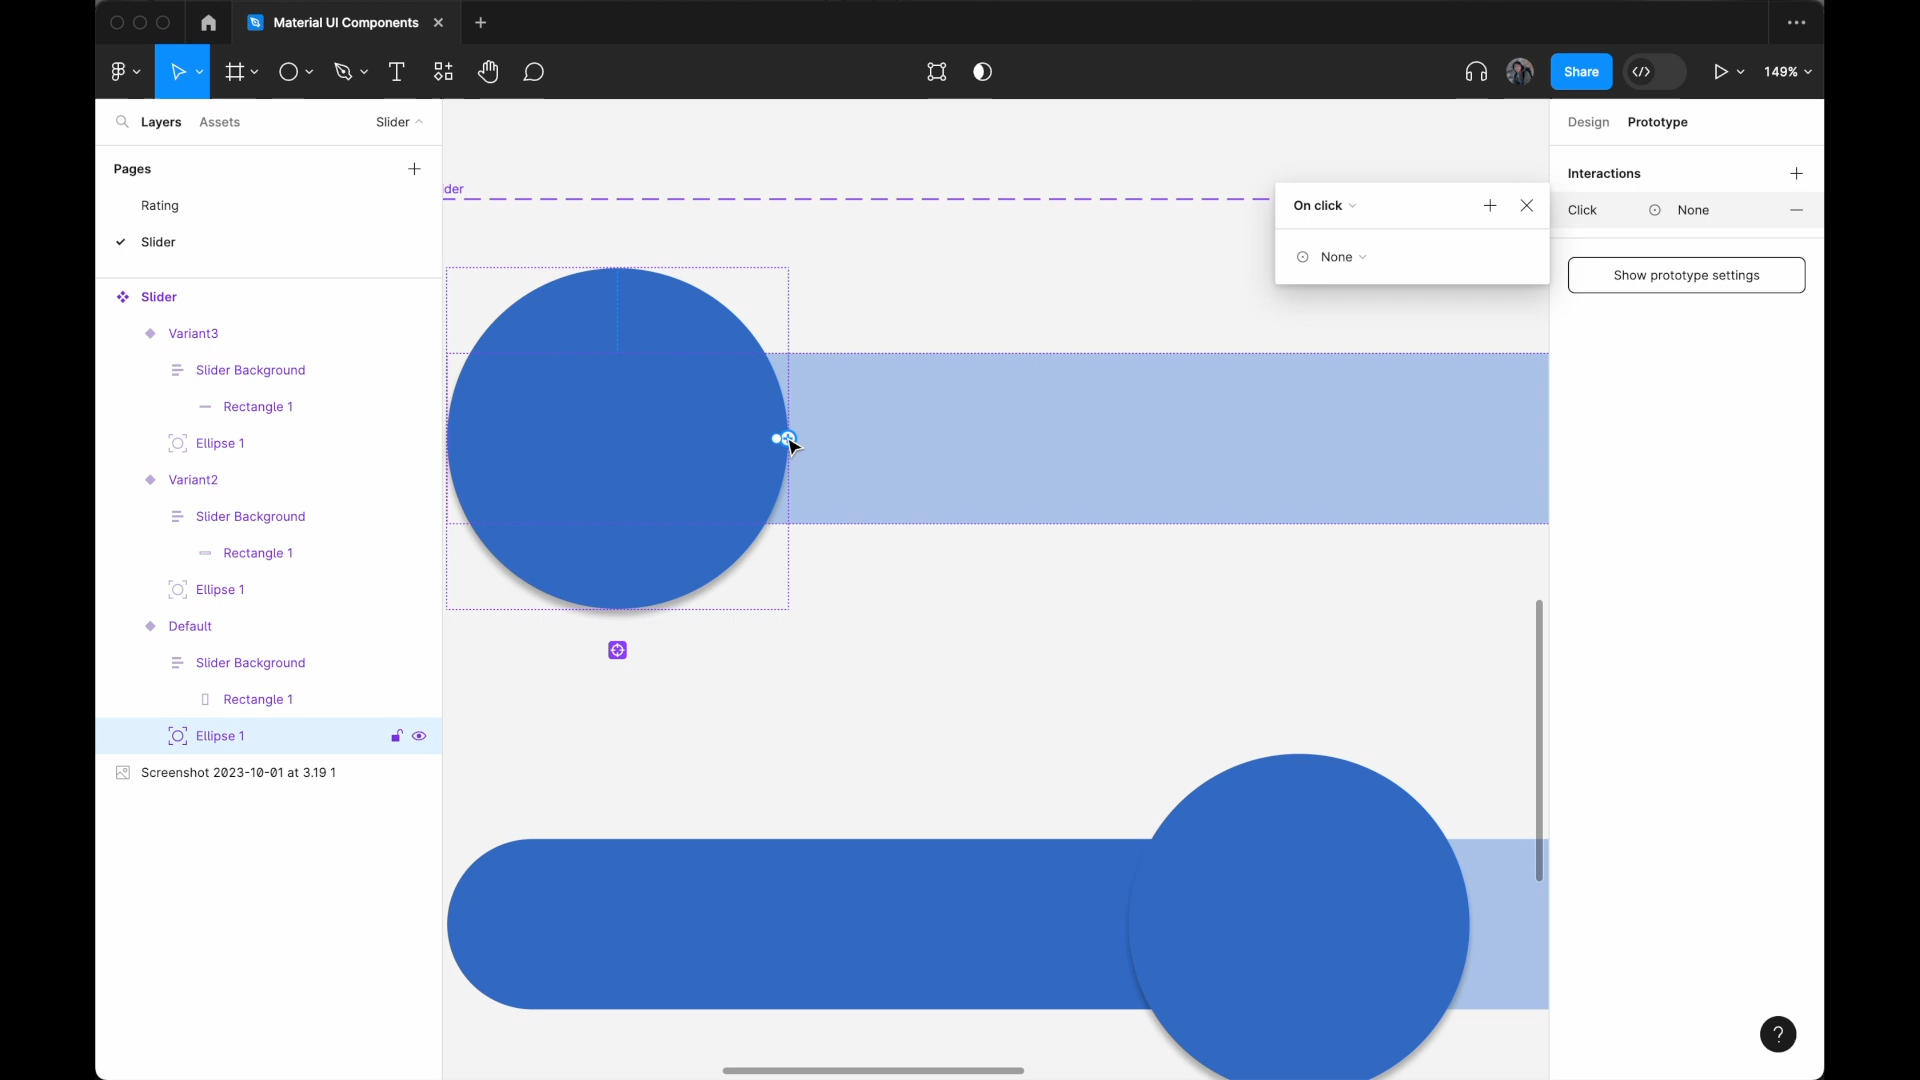 Material UI Components
Share
149%
Layers
Assets
Slider
Pages
Rating
Slider
Slider
Variant3
Slider Background
Rectangle 1
Ellipse 1
Variant2
Slider Background
Rectangle 1
Ellipse 1
Default
Slider Background
Rectangle 1
Ellipse 1
Screenshot 2023-10-01 at 3.19 1
ider
On click
None
Design
Prototype
Interactions
Click
None
Show prototype settings
?